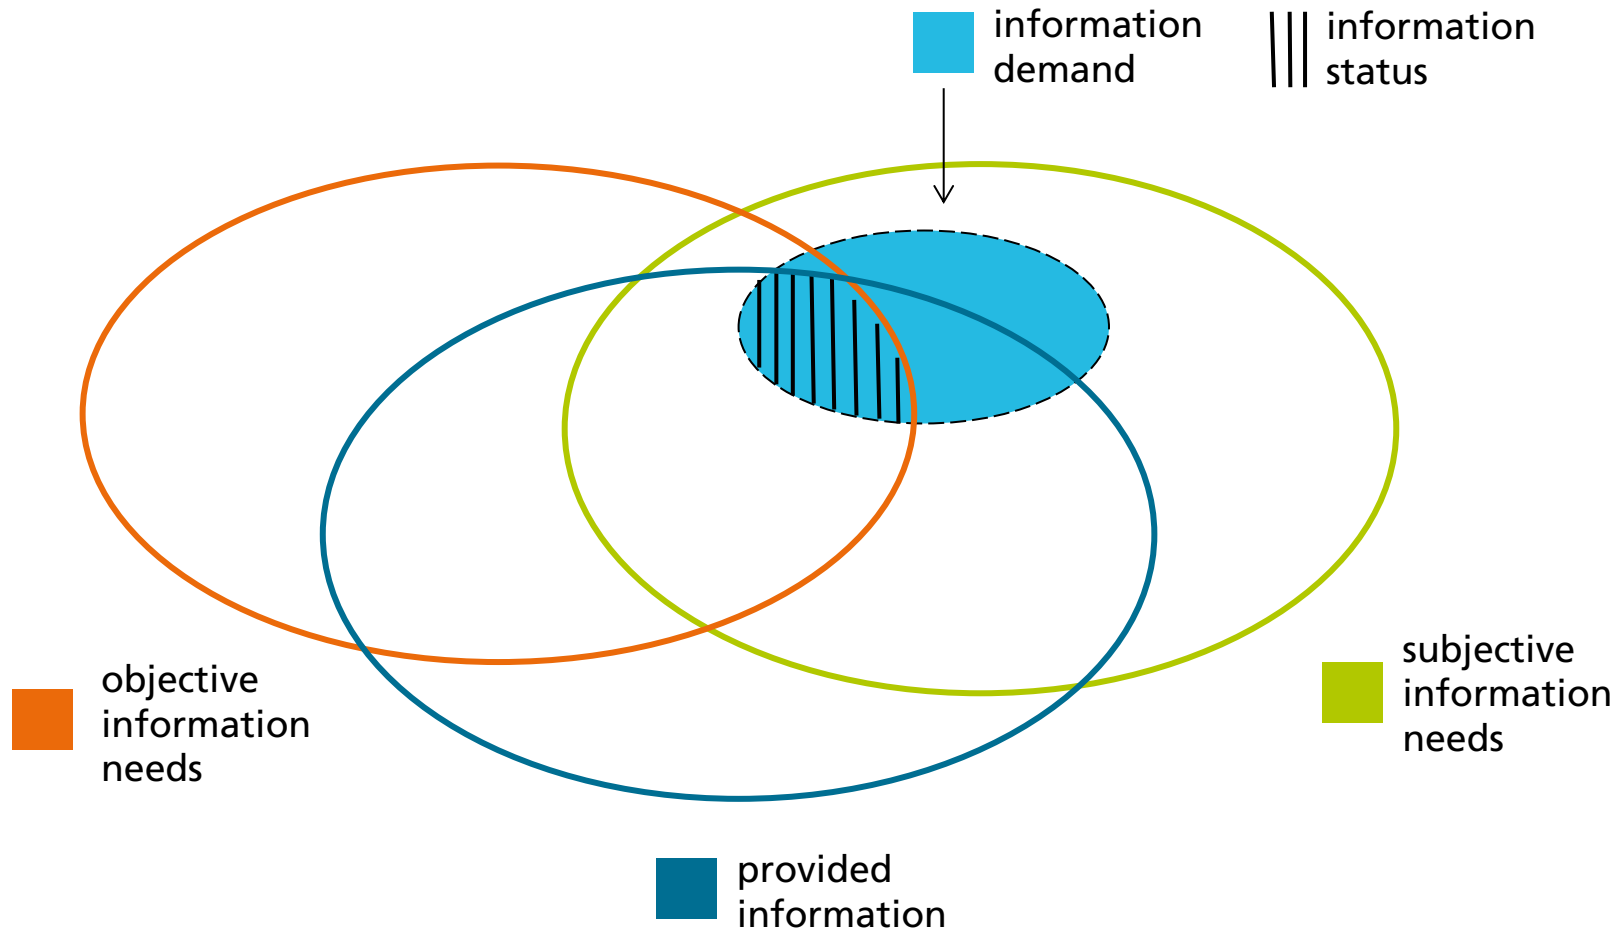 information
demand
information
status
objective
information
needs
subjective
information
needs
provided
information